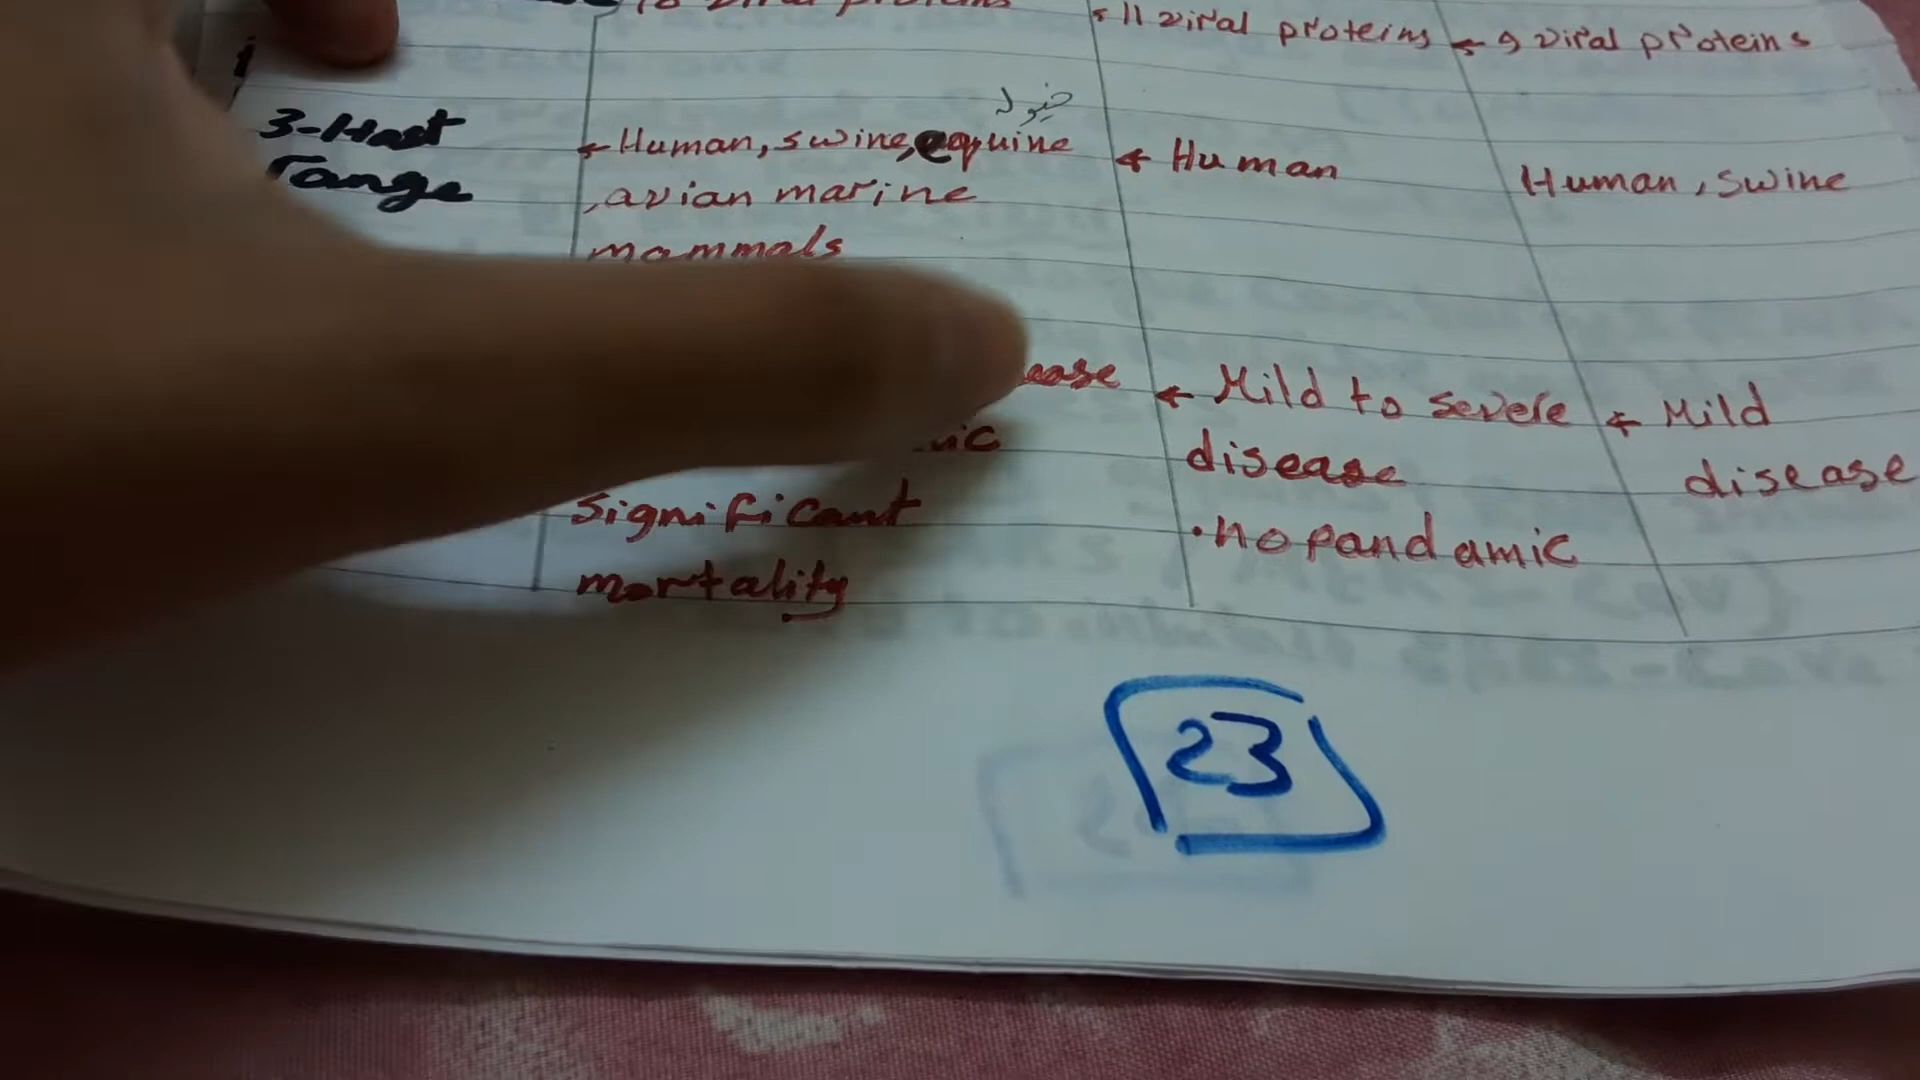 11 viral proteins
9 viral proteins
3-Host
range
خيول
Human, swine, equine
, avian marine
mammals
Human
Human, swine
significant
mortality
Mild to severe
disease
• no pandamic
Mild
disease
23